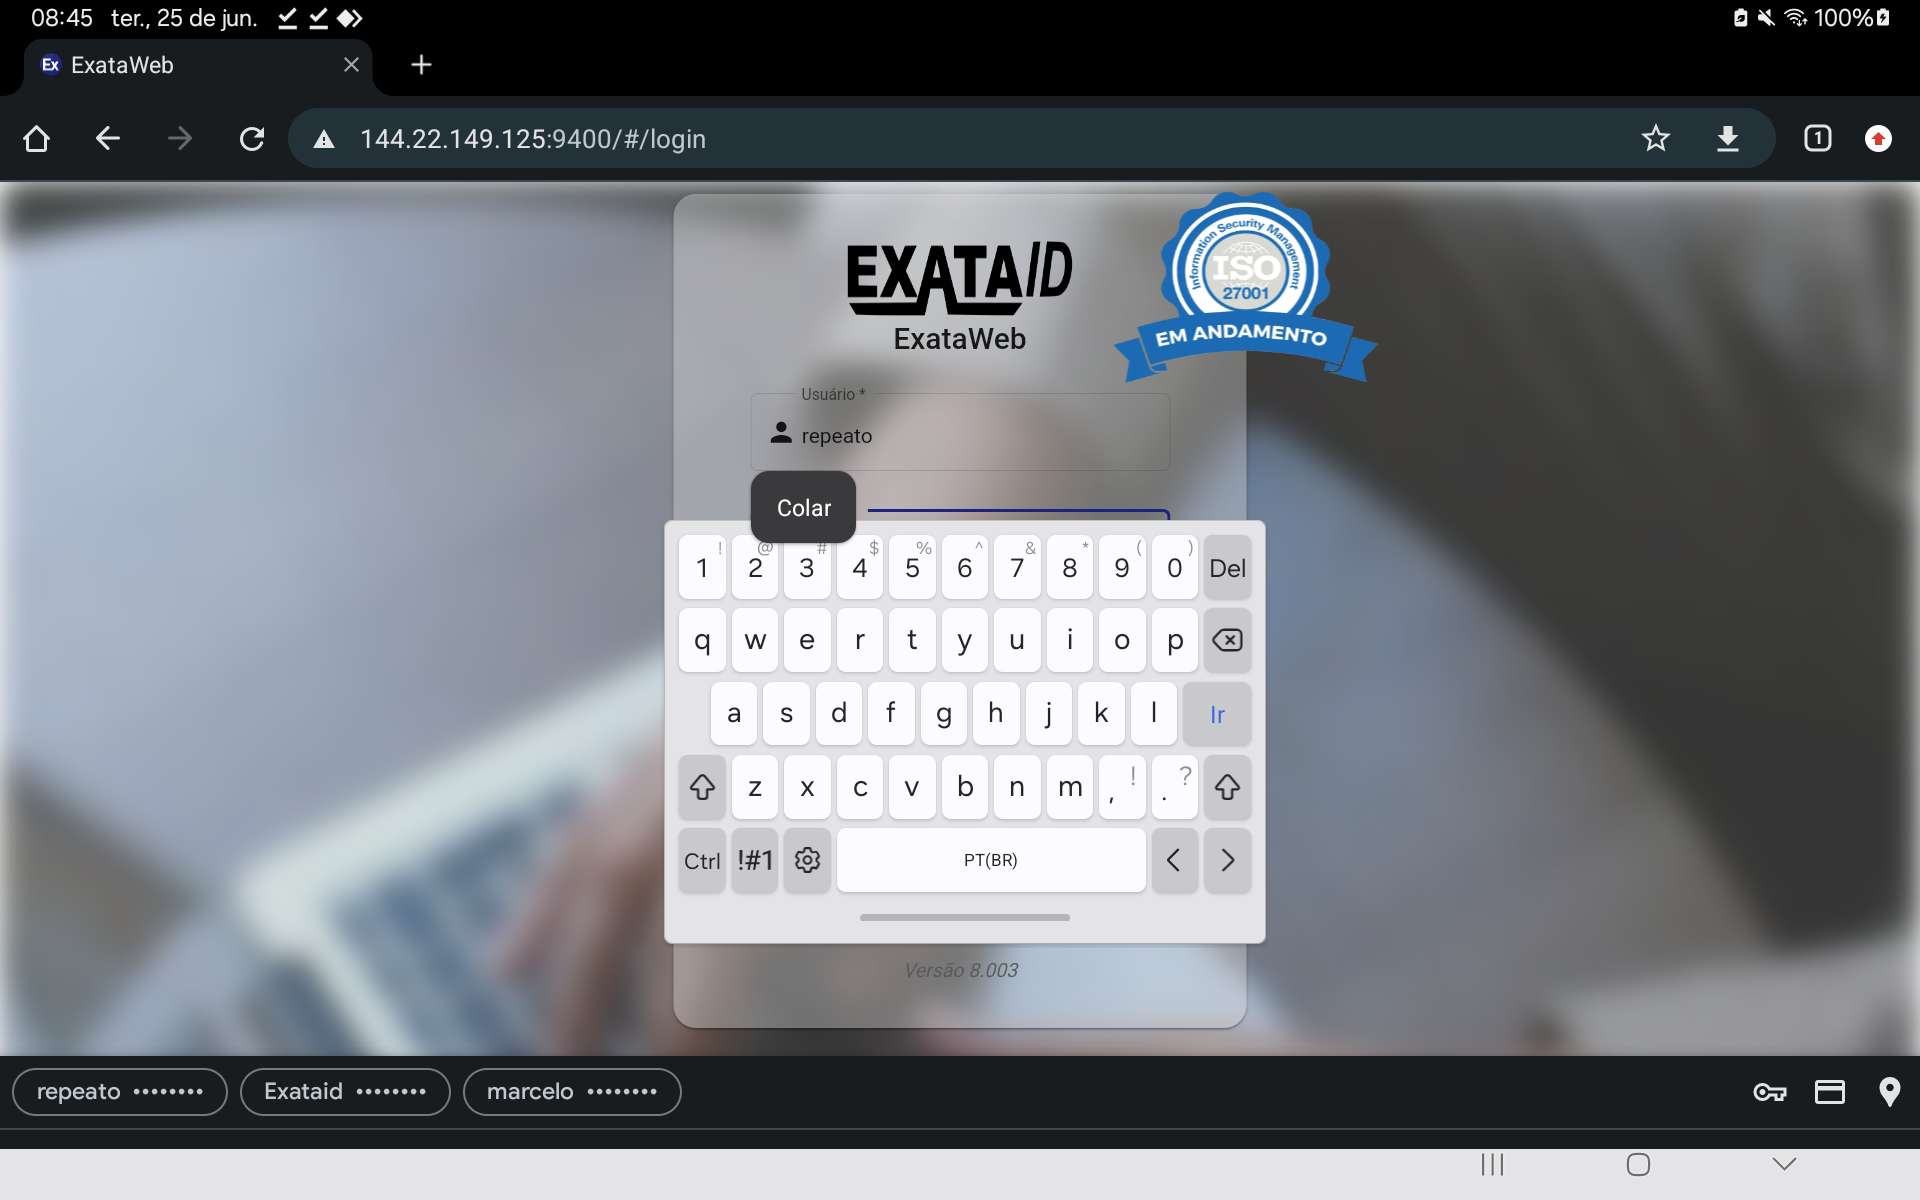 08:45 ter., 25 de jun.
100%
Ex ExataWeb
144.22.149.125:9400/#/login
1
EXATAID
ExataWeb
Information Security Management
ISO
27001
EM ANDAMENTO
Usuário *
repeato
Colar
! @ # $ % ^ & * ( )
1 2 3 4 5 6 7 8 9 0 Del
q w e r t y u i o p
a s d f g h j k l Ir
z x c v b n m , ! . ?
Ctrl !#1 PT(BR)
Versão 8.003
repeato •••••••• Exataid •••••••• marcelo ••••••••